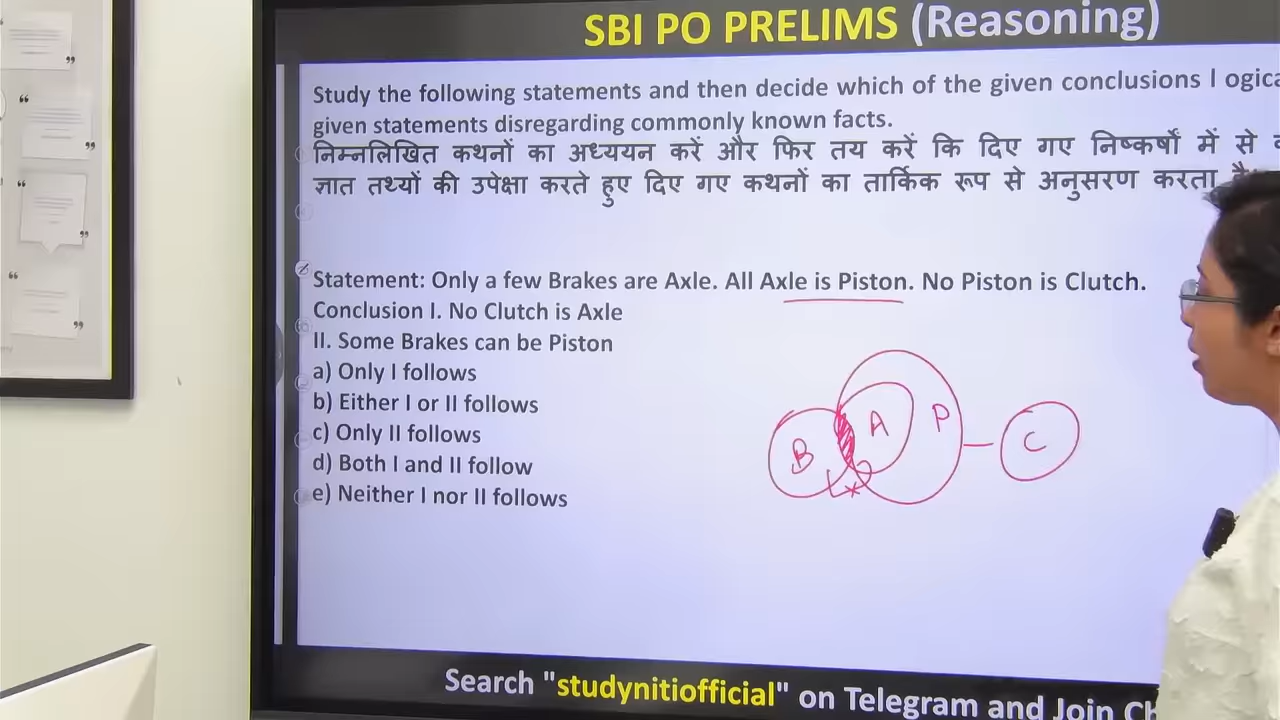 SBI PO PRELIMS (Reasoning)
Study the following statements and then decide which of the given conclusions l
given statements disregarding commonly known facts.
निम्नलिखित कथनों का अध्ययन करें और फिर तय करें कि दिए गए निष्कर्षों में से
ज्ञात तथ्यों की उपेक्षा करते हुए दिए गए कथनों का तार्किक रूप से अनुसरण करता
Statement: Only a few Brakes are Axle. All Axle is Piston. No Piston is Clutch.
Conclusion I. No Clutch is Axle
II. Some Brakes can be Piston
a) Only I follows
b) Either I or II follows
c) Only II follows
d) Both I and II follow
e) Neither I nor II follows
B A P C
Search "studynitiofficial" on Telegram and Join